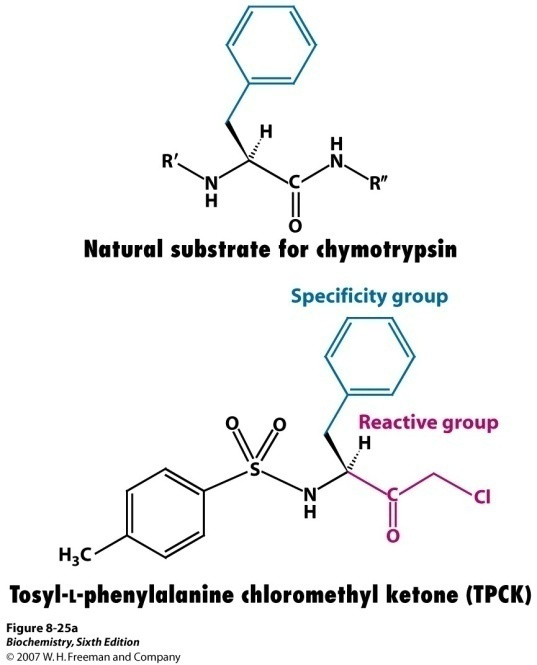 H
R′
N
H
C
O
H
N
R″
Natural substrate for chymotrypsin
Specificity group
Reactive group
O O
H
S
N
H
C
O
Cl
H₃C
Tosyl-L-phenylalanine chloromethyl ketone (TPCK)
Figure 8-25a
Biochemistry, Sixth Edition
© 2007 W. H. Freeman and Company